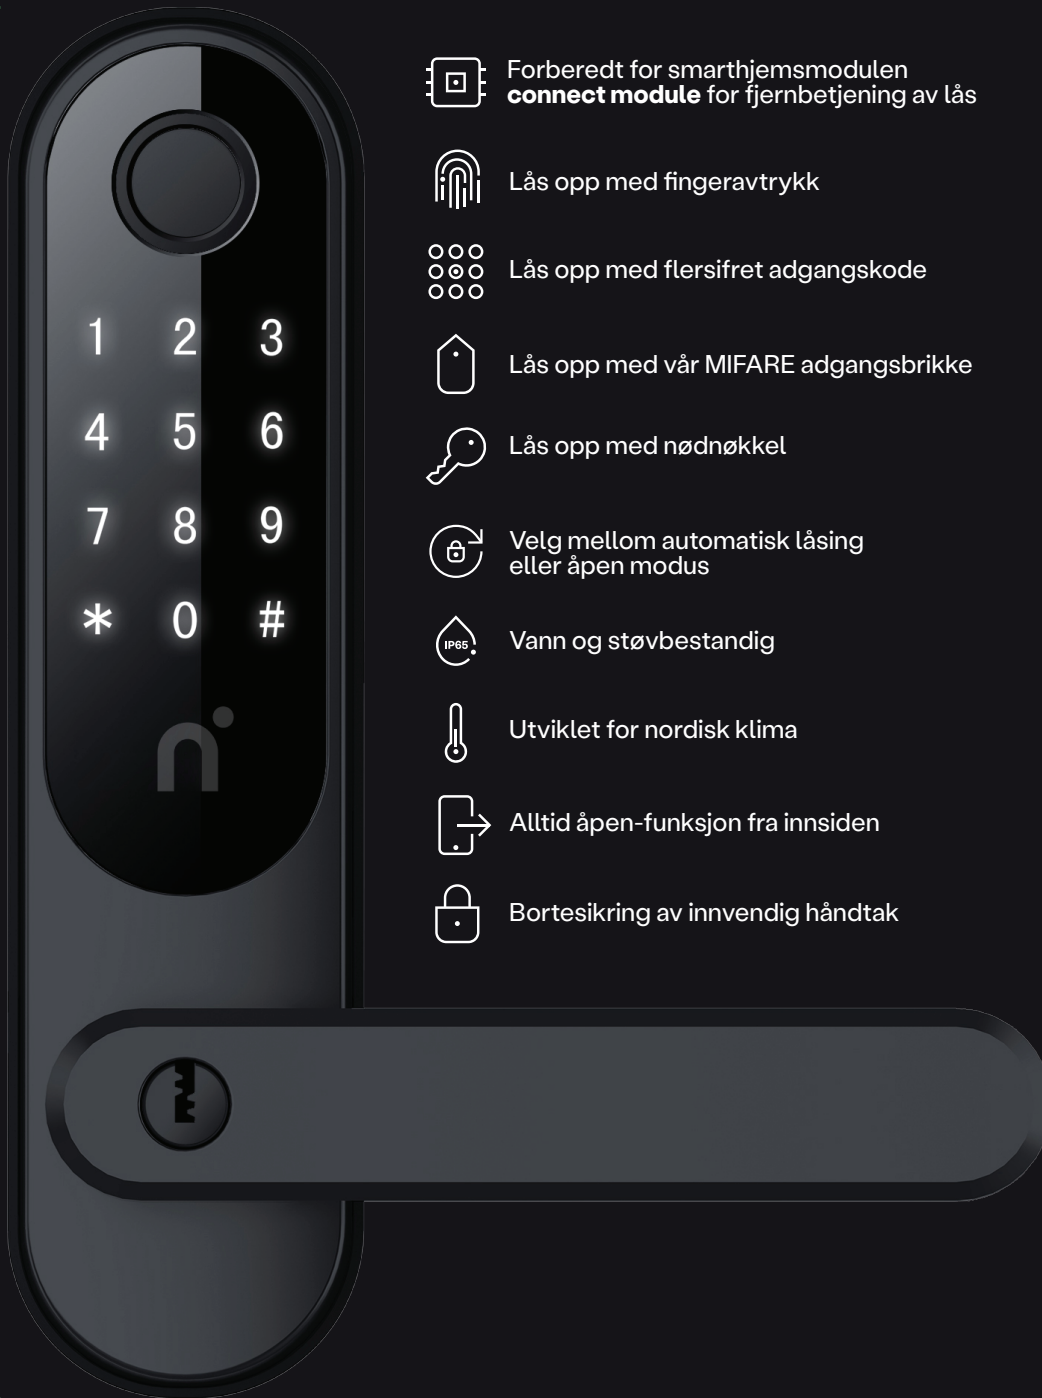 Forberedt for smarthjemsmodulen
connect module for fjernbetjening av lås
Lås opp med fingeravtrykk
Lås opp med flersifret adgangskode
Lås opp med vår MIFARE adgangsbrikke
Lås opp med nødnøkkel
Velg mellom automatisk låsing
eller åpen modus
IP65
Vann og støvbestandig
Utviklet for nordisk klima
Alltid åpen-funksjon fra innsiden
Bortesikring av innvendig håndtak
1 2 3
4 5 6
7 8 9
* 0 #
n